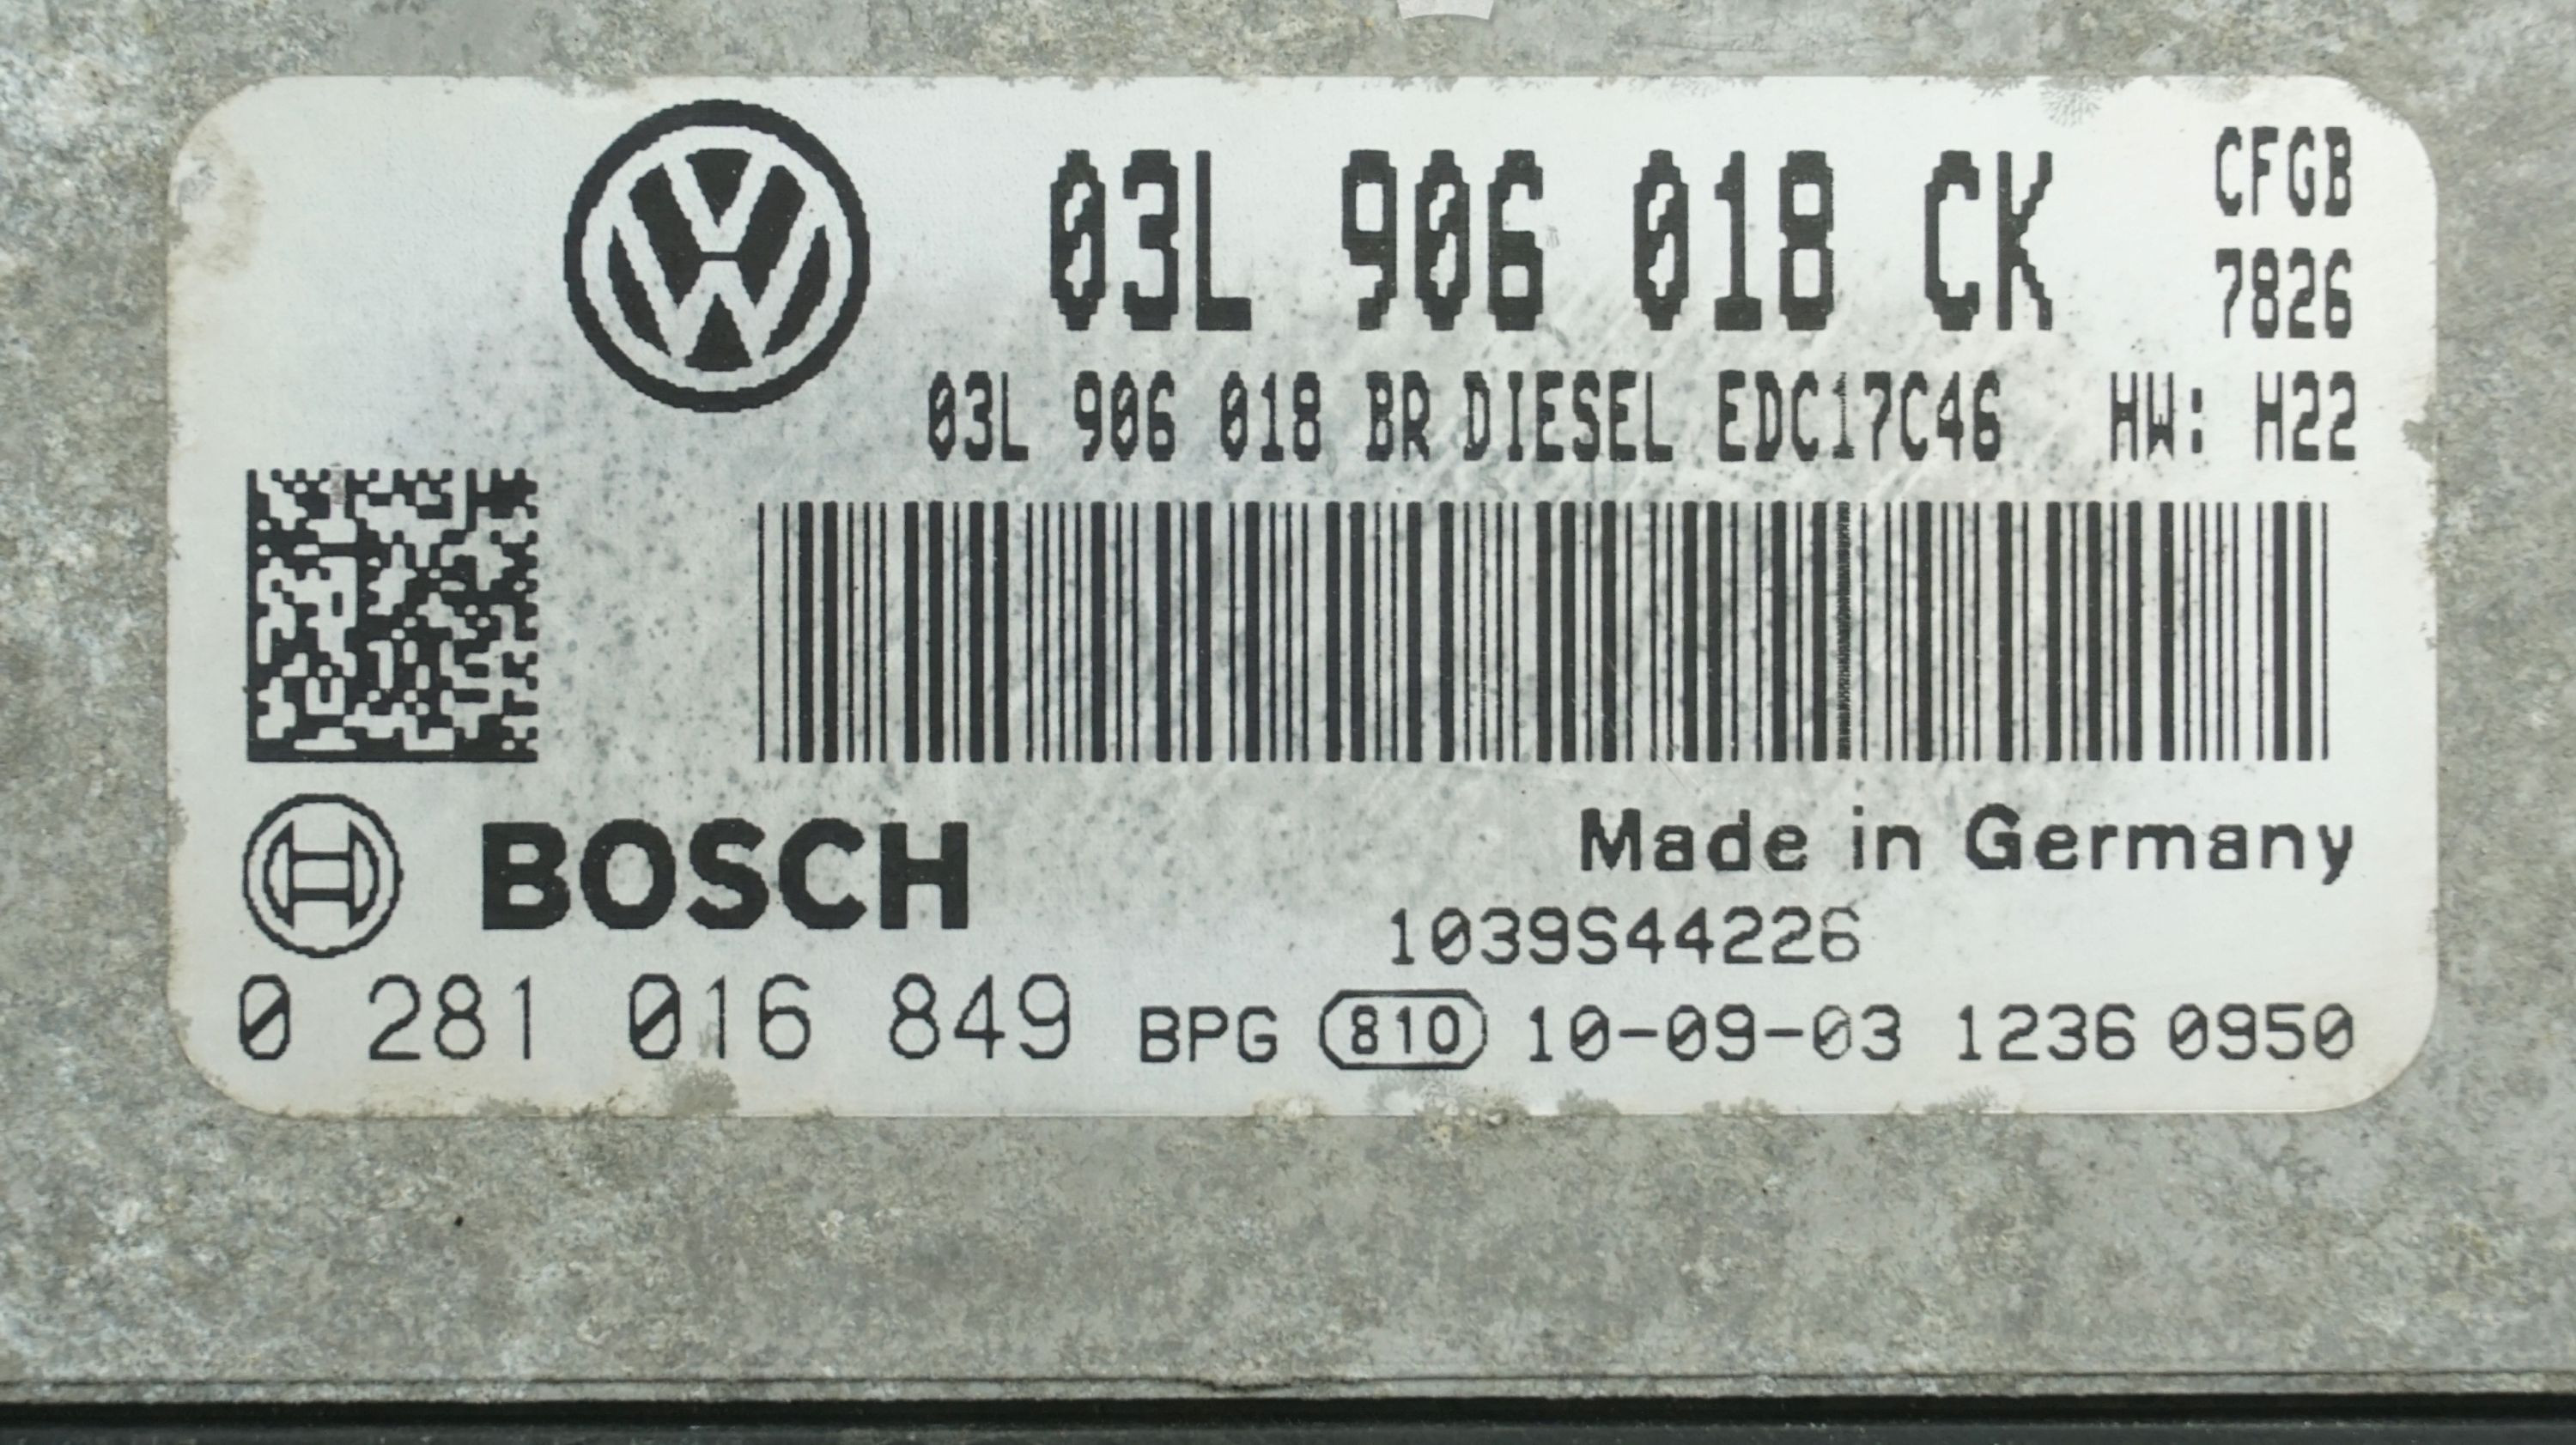 03L 906 018 CK CFGB
7826
03L 906 018 BR DIESEL EDC17C46 HW: H22
BOSCH
Made in Germany
1039S44226
0 281 016 849 BPG 810 10-09-03 1236 0950